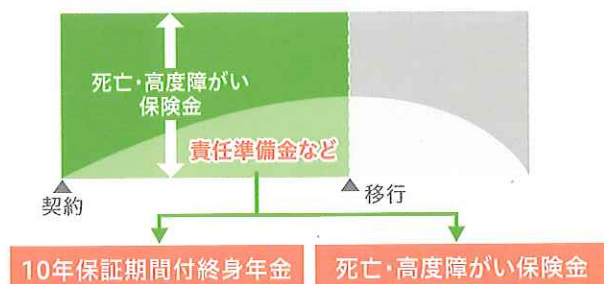 死亡・高度障がい
保険金
責任準備金など
契約
移行
10年保証期間付終身年金
死亡・高度障がい保険金